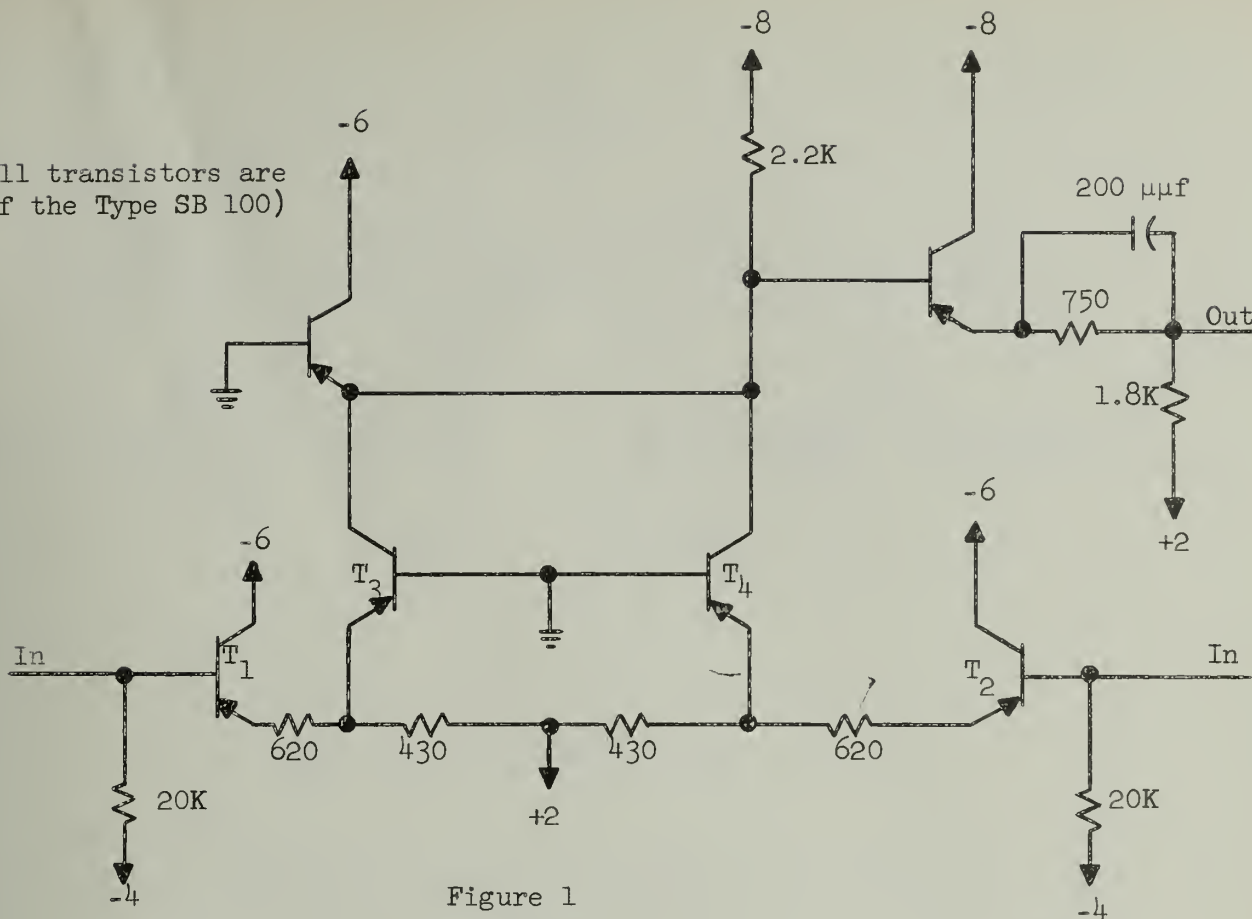 -8
-8
-6
ll transistors are
f the Type SB 100)
2.2K
200 μμf
750
Out
1.8K
+2
-6
-6
T3
T4
In
T1
T2
In
620
430
430
620
20K
+2
20K
-4
-4
Figure 1